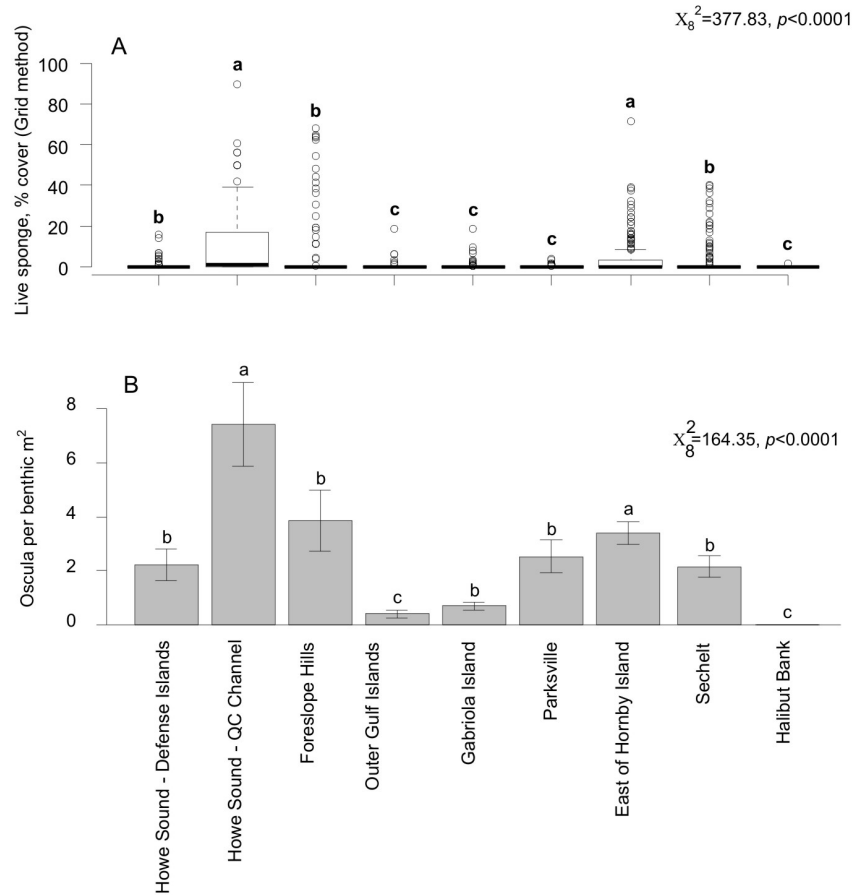 X₈²=377.83, p<0.0001
A
Live sponge, % cover (Grid method)
100
80
60
40
20
0
b
a
b
c
c
c
a
b
c
B
X₈²=164.35, p<0.0001
Oscula per benthic m²
8
6
4
2
0
b
a
b
c
b
b
a
b
c
Howe Sound - Defense Islands
Howe Sound - QC Channel
Foreslope Hills
Outer Gulf Islands
Gabriola Island
Parksville
East of Hornby Island
Sechelt
Halibut Bank